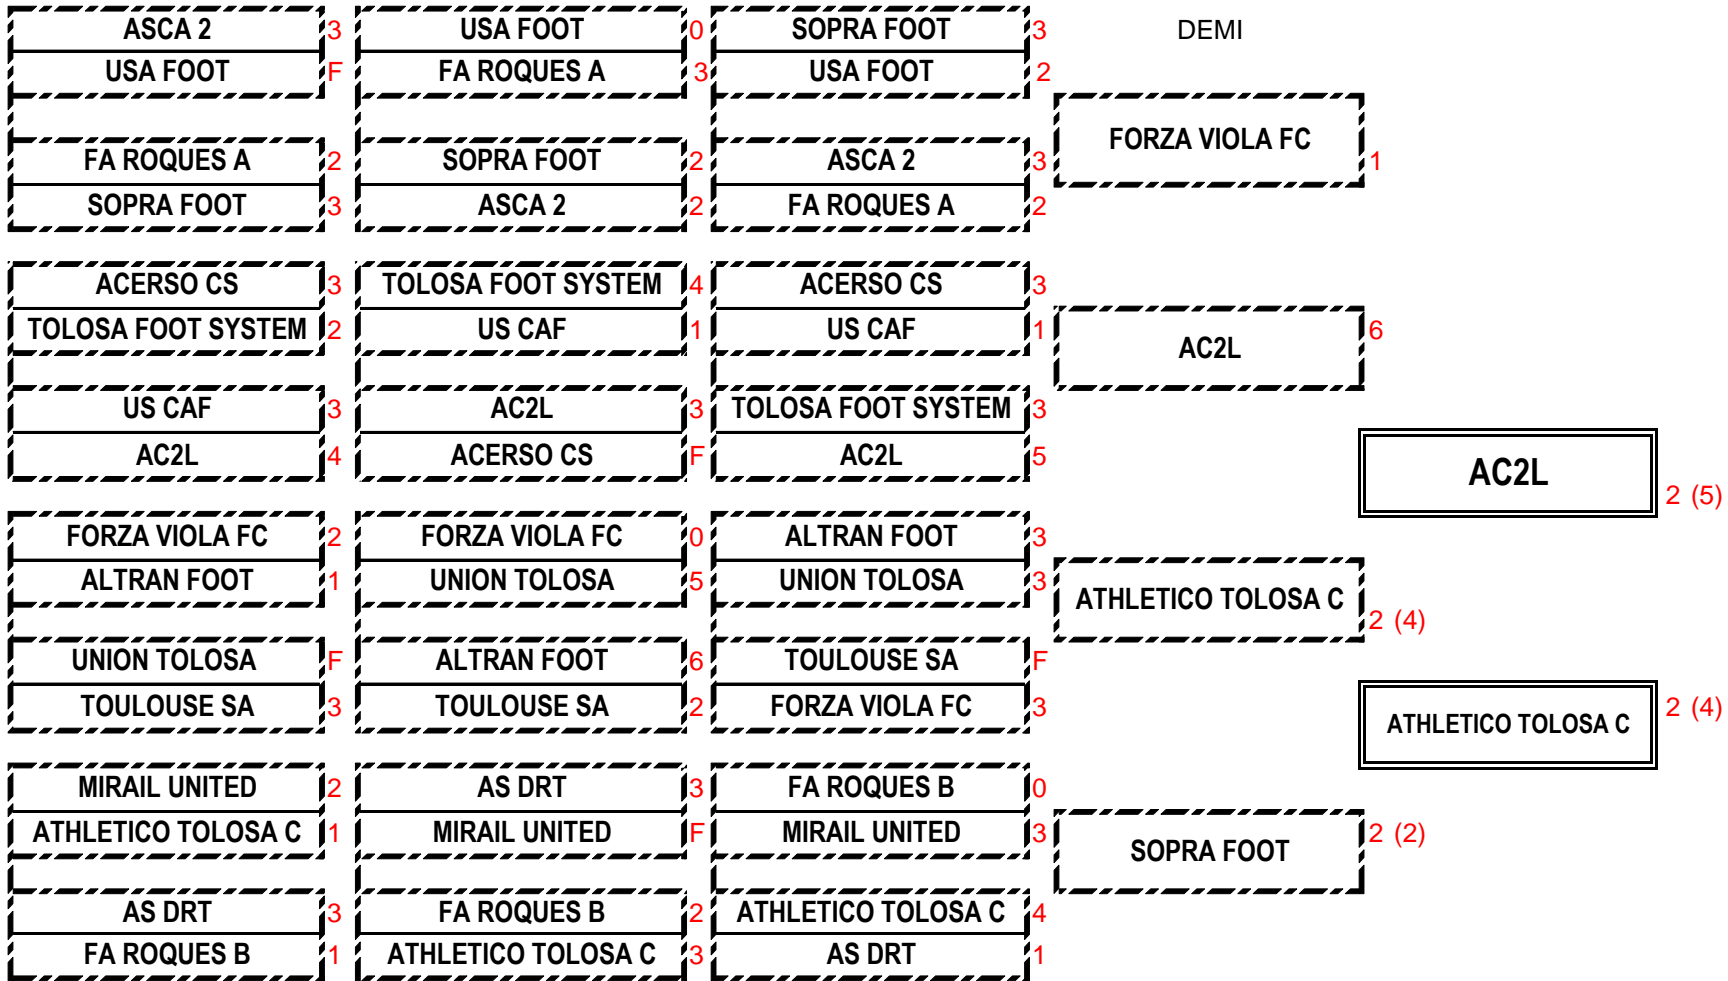 ASCA 2 3 USA FOOT 0 SOPRA FOOT 3 DEMI
USA FOOT F FA ROQUES A 3 USA FOOT 2
FORZA VIOLA FC 1
FA ROQUES A 2 SOPRA FOOT 2 ASCA 2 3
SOPRA FOOT 3 ASCA 2 2 FA ROQUES A 2
ACERSO CS 3 TOLOSA FOOT SYSTEM 4 ACERSO CS 3
TOLOSA FOOT SYSTEM 2 US CAF 1 US CAF 1
AC2L 6
US CAF 3 AC2L 3 TOLOSA FOOT SYSTEM 3
AC2L 4 ACERSO CS F AC2L 5
AC2L 2 (5)
FORZA VIOLA FC 2 FORZA VIOLA FC 0 ALTRAN FOOT 3
ALTRAN FOOT 1 UNION TOLOSA 5 UNION TOLOSA 3
ATHLETICO TOLOSA C 2 (4)
UNION TOLOSA F ALTRAN FOOT 6 TOULOUSE SA F
TOULOUSE SA 3 TOULOUSE SA 2 FORZA VIOLA FC 3
ATHLETICO TOLOSA C 2 (4)
MIRAIL UNITED 2 AS DRT 3 FA ROQUES B 0
ATHLETICO TOLOSA C 1 MIRAIL UNITED F MIRAIL UNITED 3
SOPRA FOOT 2 (2)
AS DRT 3 FA ROQUES B 2 ATHLETICO TOLOSA C 4
FA ROQUES B 1 ATHLETICO TOLOSA C 3 AS DRT 1